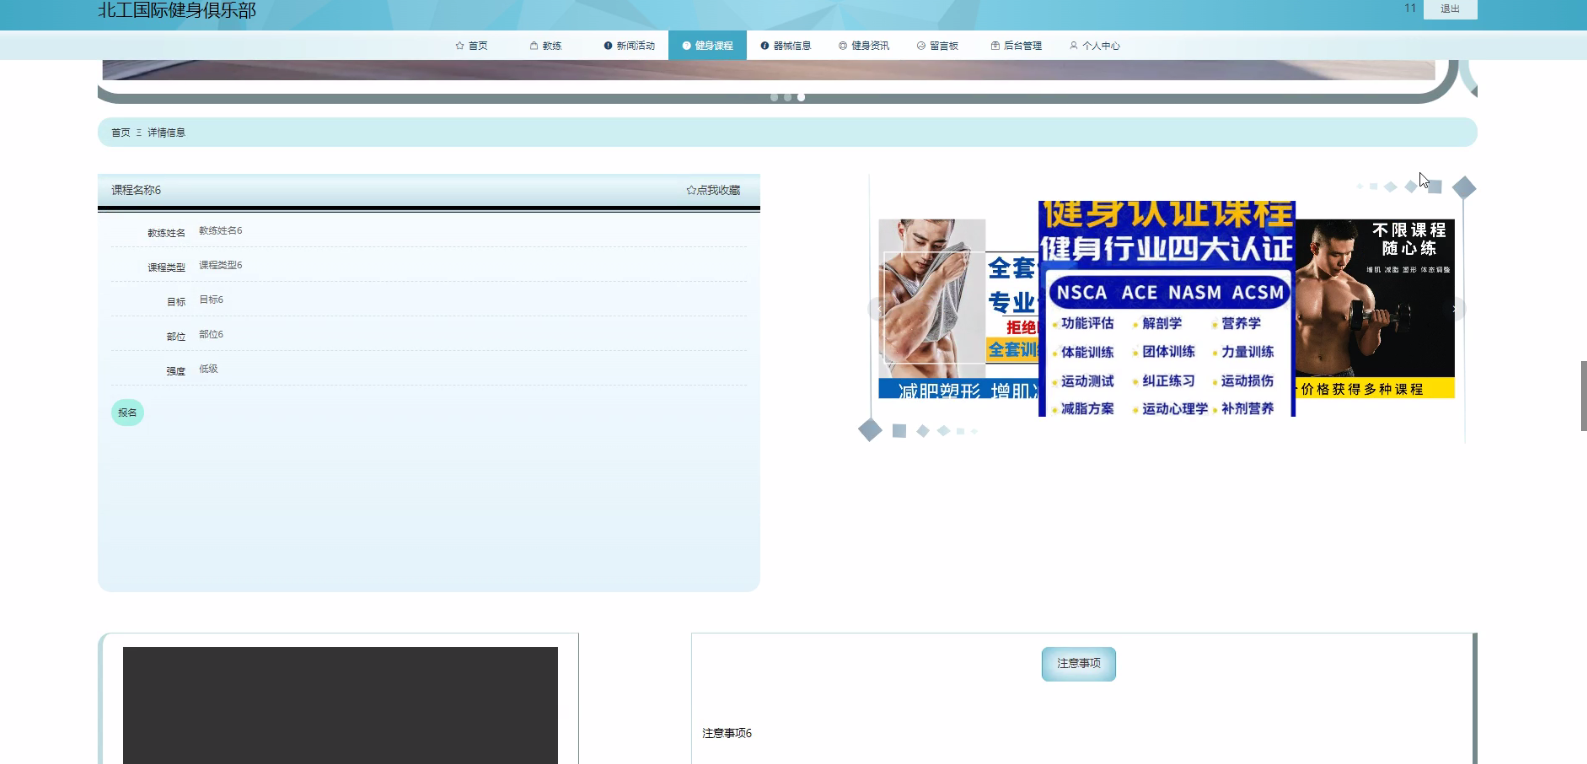 北工国际健身俱乐部
11 退出
首页 教练 新闻活动 健身课程 器械信息 健身资讯 留言板 后台管理 个人中心
首页 Ξ 详情信息
课程名称6 ☆点我收藏
教练姓名 教练姓名6
课程类型 课程类型6
目标 目标6
部位 部位6
强度 低级
报名
全套
专业
拒绝
全套训
减肥塑形 增肌
健身认证课程
健身行业四大认证
NSCA ACE NASM ACSM
功能评估 解剖学 营养学
体能训练 团体训练 力量训练
运动测试 纠正练习 运动损伤
减脂方案 运动心理学 补剂营养
不限课程
随心练
增肌 减脂 塑形 体态调整
价格获得多种课程
注意事项
注意事项6